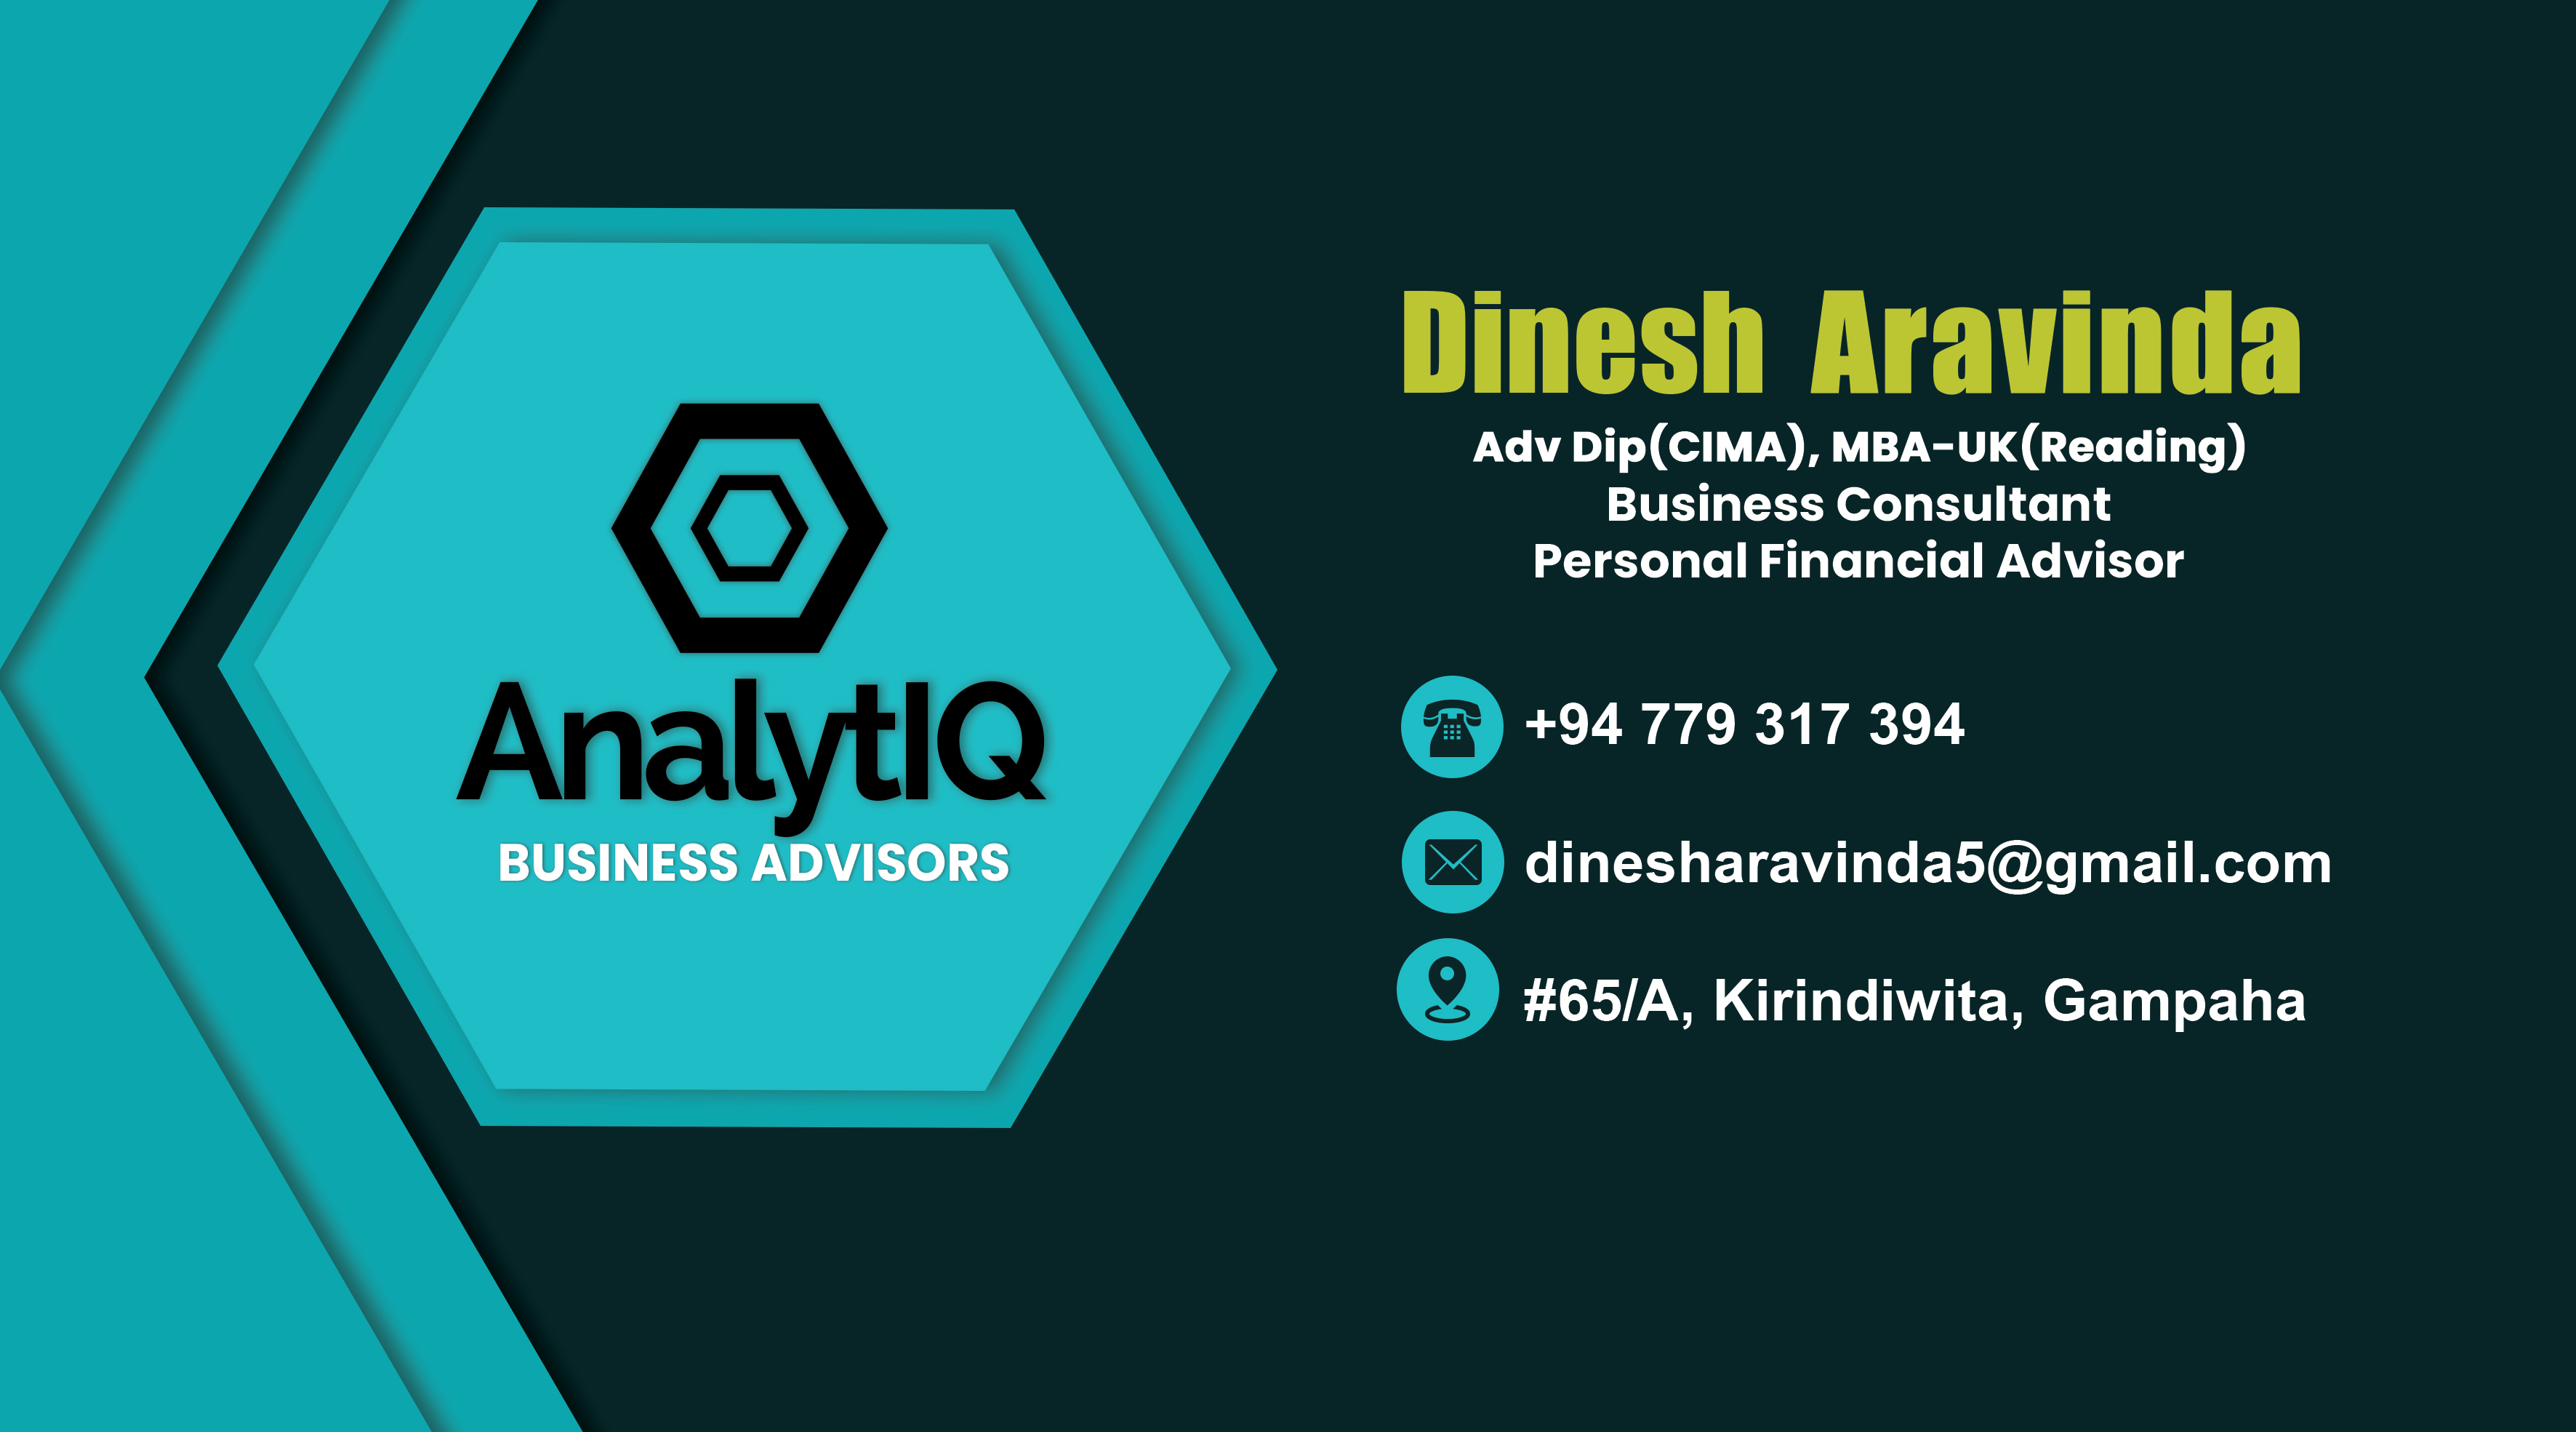 AnalytIQ
BUSINESS ADVISORS
Dinesh Aravinda
Adv Dip(CIMA), MBA-UK(Reading)
Business Consultant
Personal Financial Advisor
+94 779 317 394
dinesharavinda5@gmail.com
#65/A, Kirindiwita, Gampaha